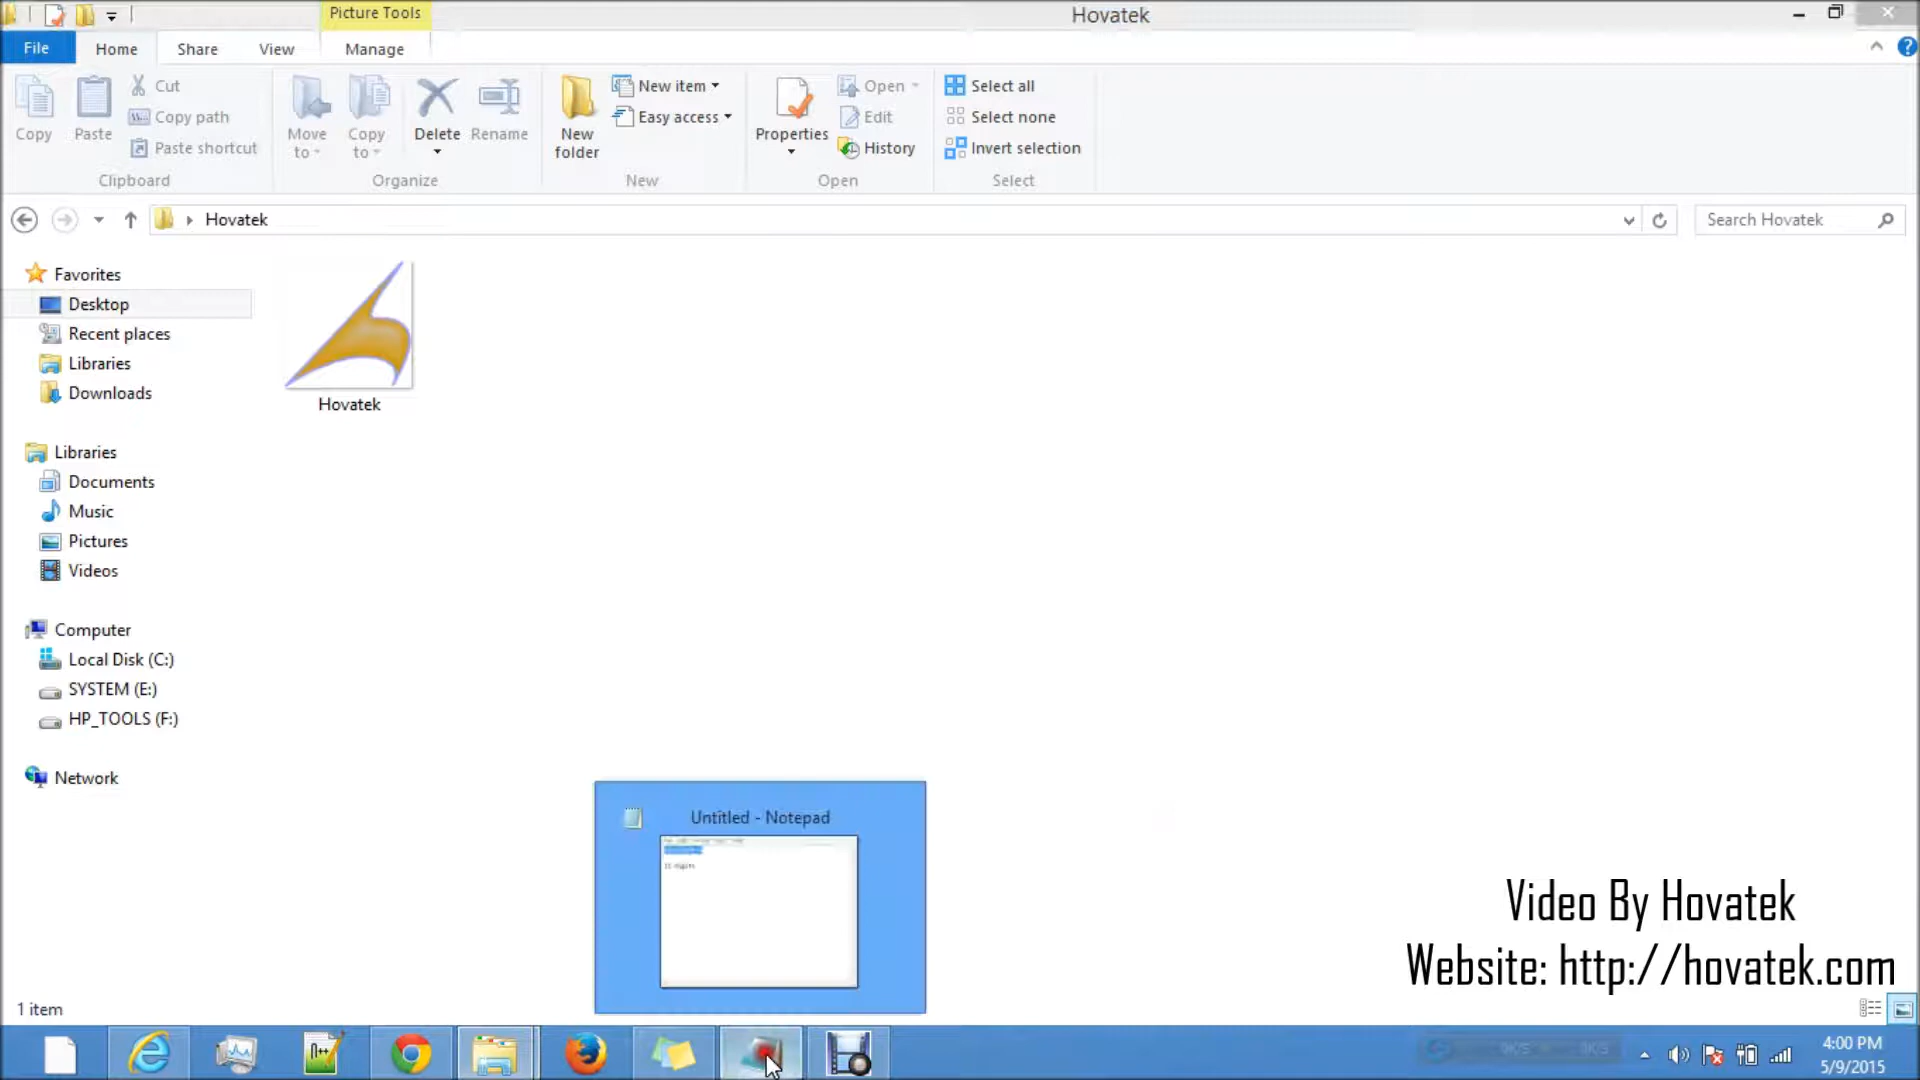 Picture Tools
Hovatek
File
Home
Share
View
Manage
Copy
Paste
Cut
Copy path
Paste shortcut
Clipboard
Move to
Copy to
Delete
Rename
Organize
New folder
New item
Easy access
New
Properties
Open
Edit
History
Open
Select all
Select none
Invert selection
Select
Hovatek
Search Hovatek
Favorites
Desktop
Recent places
Libraries
Downloads
Libraries
Documents
Music
Pictures
Videos
Computer
Local Disk (C:)
SYSTEM (E:)
HP_TOOLS (F:)
Network
Hovatek
Untitled - Notepad
Video By Hovatek
Website: http://hovatek.com
1 item
4:00 PM
5/9/2015